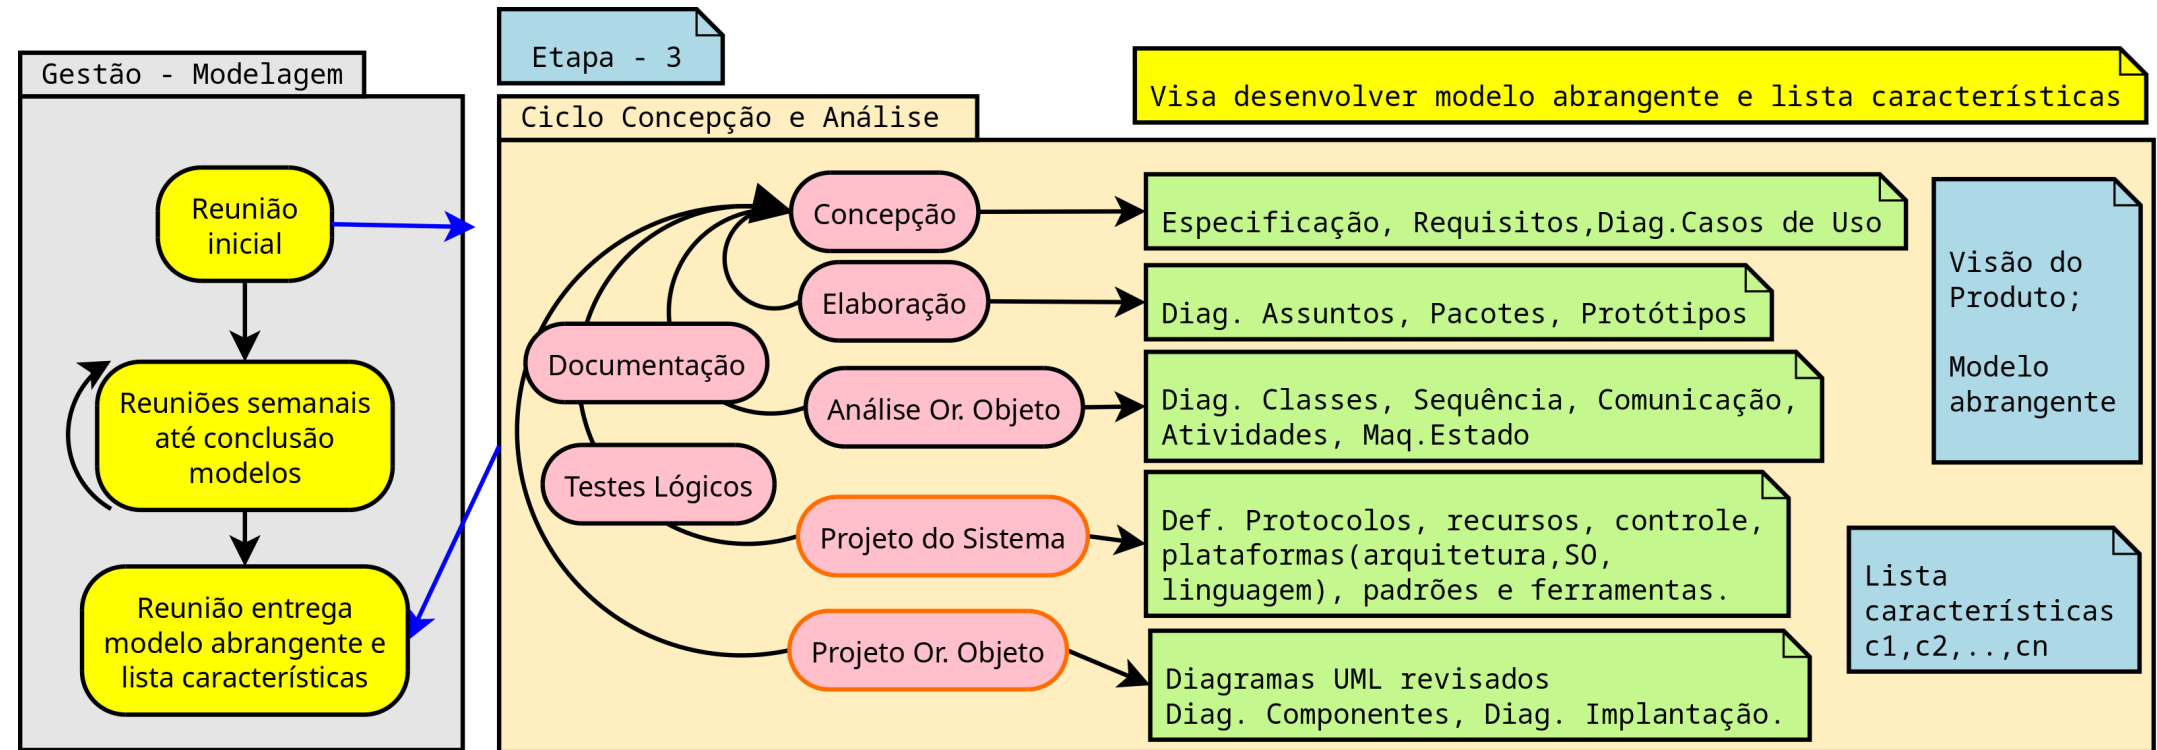 Etapa - 3
Gestão - Modelagem
Visa desenvolver modelo abrangente e lista características
Ciclo Concepção e Análise
Reunião
inicial
Reuniões semanais
até conclusão
modelos
Reunião entrega
modelo abrangente e
lista características
Concepção
Especificação, Requisitos,Diag.Casos de Uso
Elaboração
Diag. Assuntos, Pacotes, Protótipos
Documentação
Análise Or. Objeto
Diag. Classes, Sequência, Comunicação,
Atividades, Maq.Estado
Testes Lógicos
Projeto do Sistema
Def. Protocolos, recursos, controle,
plataformas(arquitetura,SO,
linguagem), padrões e ferramentas.
Projeto Or. Objeto
Diagramas UML revisados
Diag. Componentes, Diag. Implantação.
Visão do
Produto;
Modelo
abrangente
Lista
características
c1,c2,..,cn